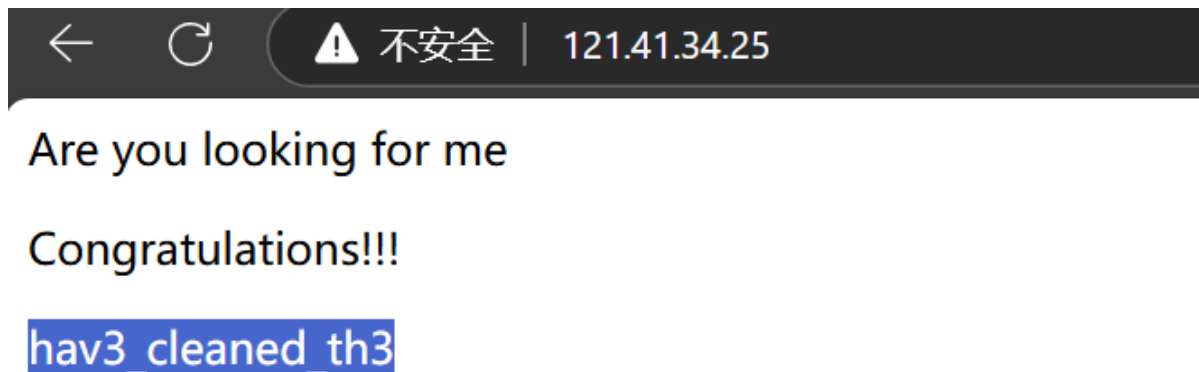 不安全 | 121.41.34.25
Are you looking for me
Congratulations!!!
hav3_cleaned_th3